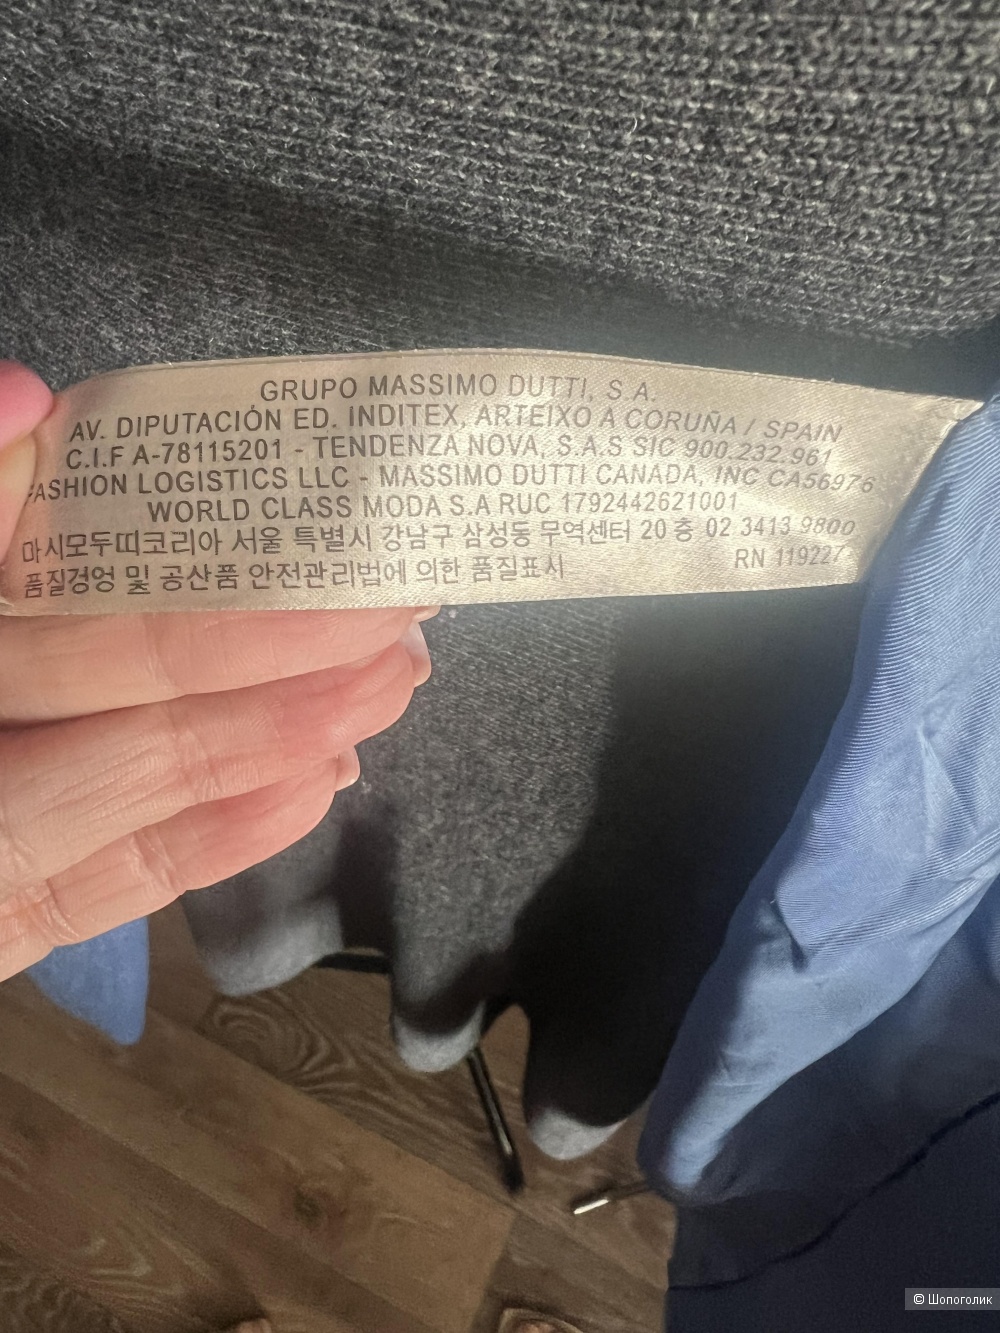 GRUPO MASSIMO DUTTI, S.A.
AV. DIPUTACIÓN ED. INDITEX, ARTEIXO A CORUÑA / SPAIN
C.I.F A-78115201 - TENDENZA NOVA, S.A.S SIC 900.232.961
FASHION LOGISTICS LLC - MASSIMO DUTTI CANADA, INC CA56976
WORLD CLASS MODA S.A RUC 1792442621001
마시모두띠코리아 서울 특별시 강남구 삼성동 무역센터 20 층 02 3413 9800
품질경영 및 공산품 안전관리법에 의한 품질표시 RN 119227
© Шопоголик